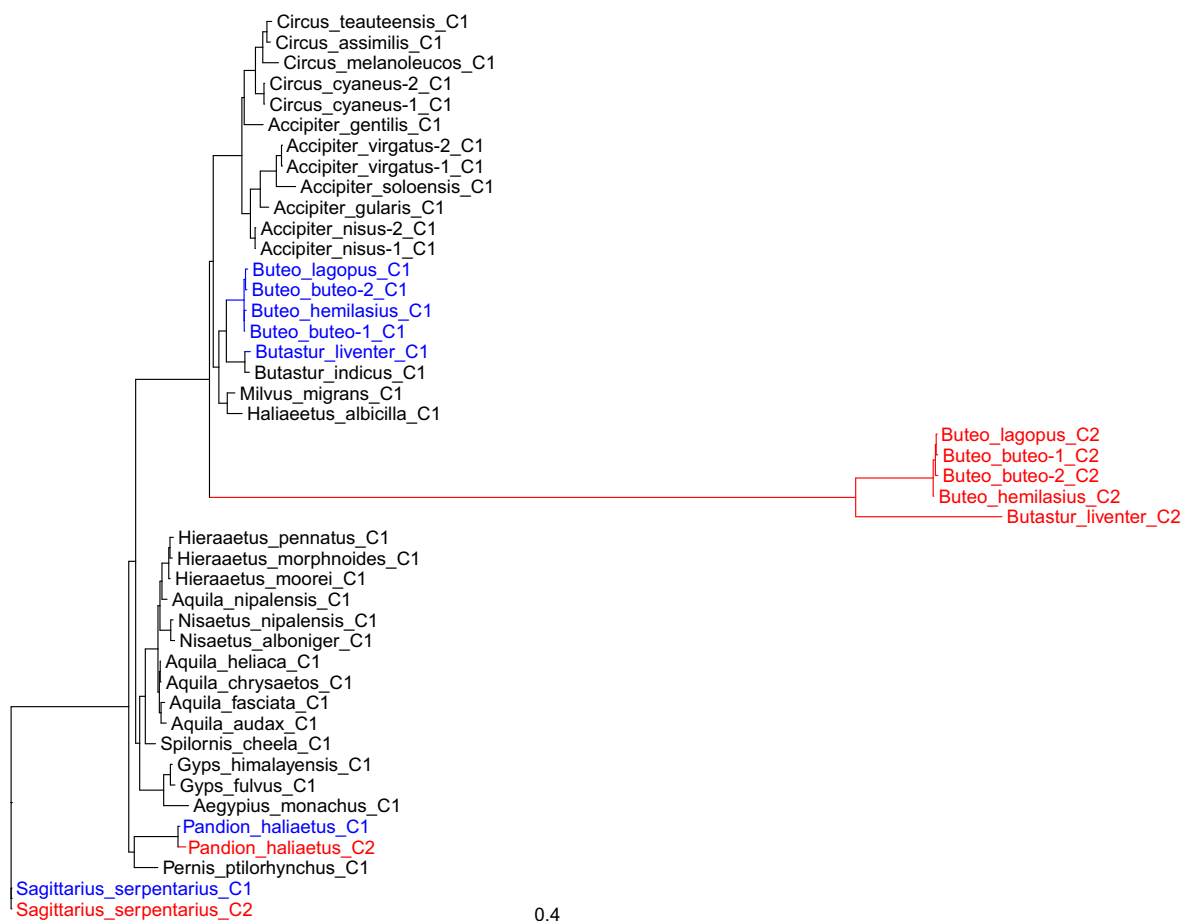 Circus_teauteensis_C1
Circus_assimilis_C1
Circus_melanoleucos_C1
Circus_cyaneus-2_C1
Circus_cyaneus-1_C1
Accipiter_gentilis_C1
Accipiter_virgatus-2_C1
Accipiter_virgatus-1_C1
Accipiter_soloensis_C1
Accipiter_gularis_C1
Accipiter_nisus-2_C1
Accipiter_nisus-1_C1
Buteo_lagopus_C1
Buteo_buteo-2_C1
Buteo_hemilasius_C1
Buteo_buteo-1_C1
Butastur_liventer_C1
Butastur_indicus_C1
Milvus_migrans_C1
Haliaeetus_albicilla_C1
Buteo_lagopus_C2
Buteo_buteo-1_C2
Buteo_buteo-2_C2
Buteo_hemilasius_C2
Butastur_liventer_C2
Hieraaetus_pennatus_C1
Hieraaetus_morphnoides_C1
Hieraaetus_moorei_C1
Aquila_nipalensis_C1
Nisaetus_nipalensis_C1
Nisaetus_alboniger_C1
Aquila_heliaca_C1
Aquila_chrysaetos_C1
Aquila_fasciata_C1
Aquila_audax_C1
Spilornis_cheela_C1
Gyps_himalayensis_C1
Gyps_fulvus_C1
Aegypius_monachus_C1
Pandion_haliaetus_C1
Pandion_haliaetus_C2
Pernis_ptilorhynchus_C1
Sagittarius_serpentarius_C1
Sagittarius_serpentarius_C2
0.4